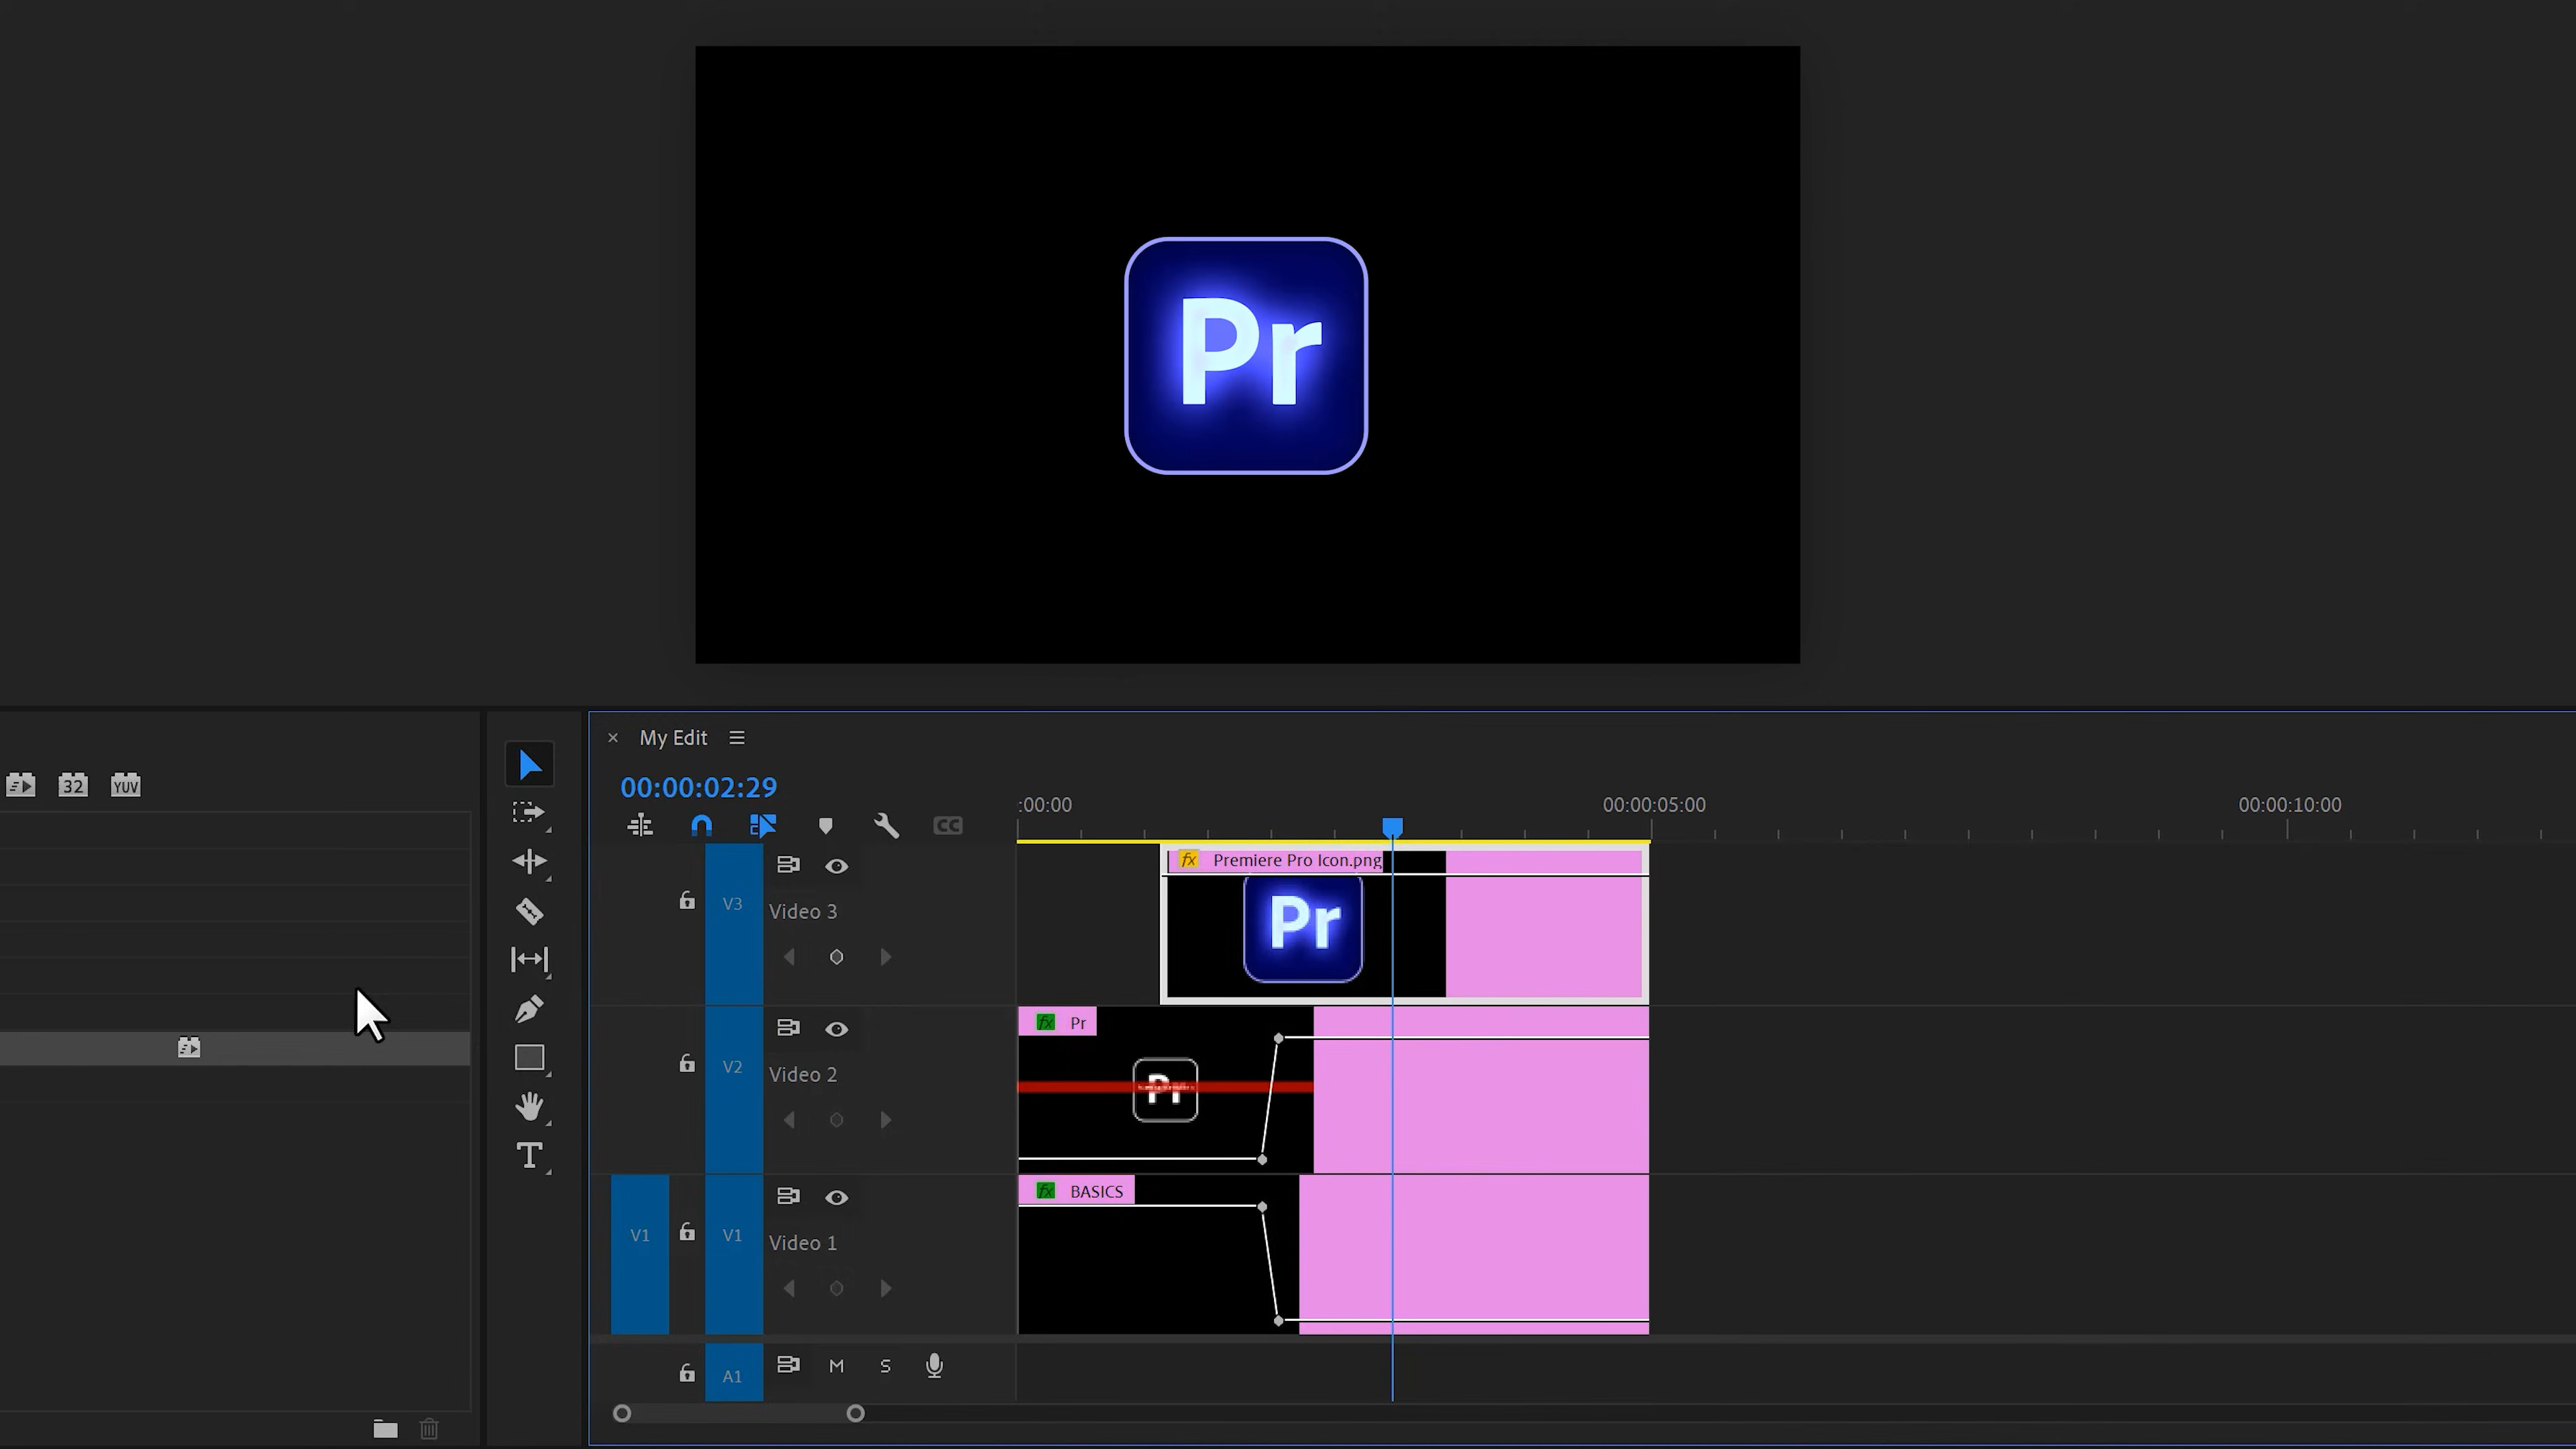 Pr
× My Edit
32 YUV
00:00:02:29
:00:00 00:00:05:00 00:00:10:00
CC
fx Premiere Pro Icon.png
V3 Video 3
Pr
fx Pr
V2 Video 2
Pr
fx BASICS
V1 V1 Video 1
A1 M S
T